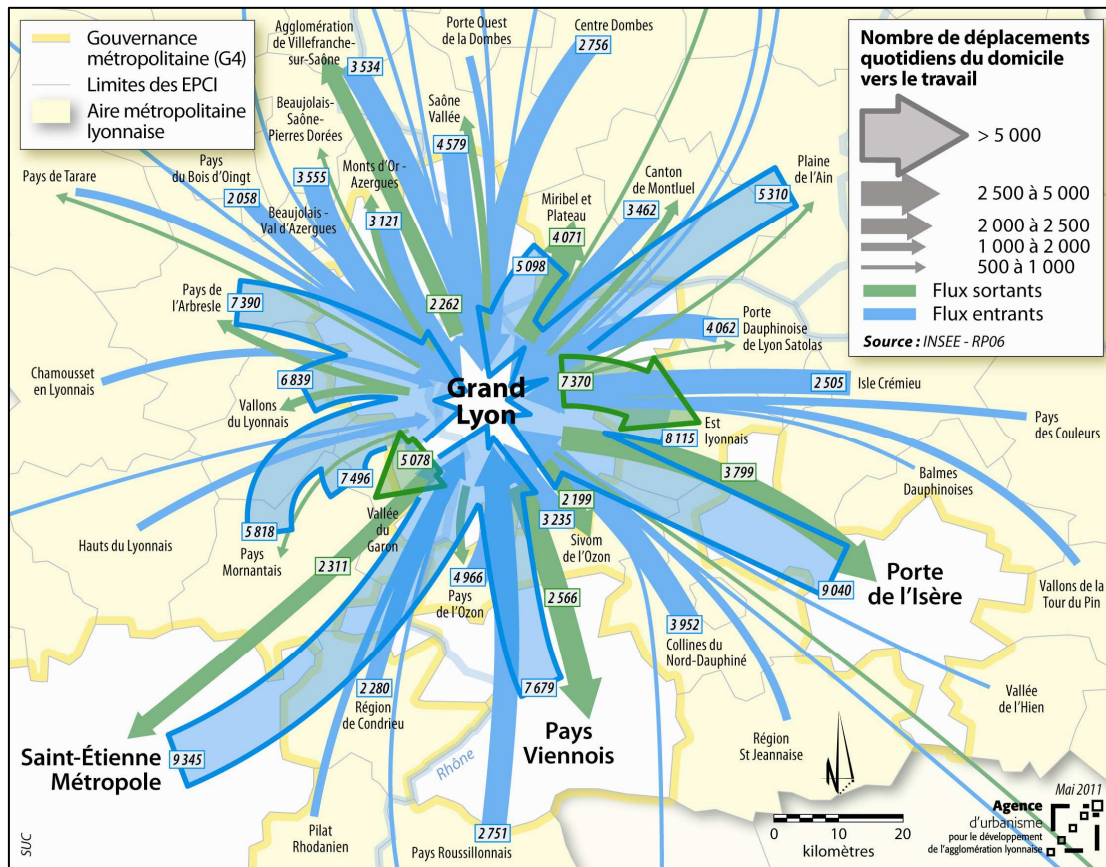 Gouvernance
métropolitaine (G4)
Limites des EPCI
Aire métropolitaine
lyonnaise
Nombre de déplacements
quotidiens du domicile
vers le travail
> 5 000
2 500 à 5 000
2 000 à 2 500
1 000 à 2 000
500 à 1 000
Flux sortants
Flux entrants
Source : INSEE - RP06
Agglomération
de Villefranche-
sur-Saône
3 534
Porte Ouest
de la Dombes
Centre Dombes
2 756
Beaujolais-
Saône-
Pierres Dorées
Saône
Vallée
4 579
Pays
du Bois d'Oingt
2 058
3 555
Monts d'Or -
Azergues
3 121
Beaujolais -
Val d'Azergues
Pays de Tarare
Canton
de Montluel
3 462
Miribel et
Plateau
4 071
Plaine
de l'Ain
5 310
5 098
Pays de
l'Arbresle
7 390
2 262
Porte
Dauphinoise
de Lyon Satolas
4 062
Chamousset
en Lyonnais
6 839
Vallons
du Lyonnais
Grand
Lyon
7 370
2 505
Isle Crémieu
Est
lyonnais
8 115
Pays
des Couleurs
3 799
Balmes
Dauphinoises
5 078
7 496
Vallée
du
Garon
5 818
Pays
Mornantais
Hauts du Lyonnais
2 311
2 199
3 235
Sivom
de l'Ozon
4 966
Pays
de l'Ozon
2 566
Porte
de l'Isère
9 040
Vallons de la
Tour du Pin
3 952
Collines du
Nord-Dauphiné
2 280
Région
de Condrieu
7 679
Pays
Viennois
Vallée
de l'Hien
Région
St Jeannaise
Saint-Étienne
Métropole
9 345
Rhône
Pilat
Rhodanien
2 751
Pays Roussillonnais
N
0 10 20
kilomètres
Mai 2011
Agence
d'urbanisme
pour le développement
de l'agglomération lyonnaise
SUC